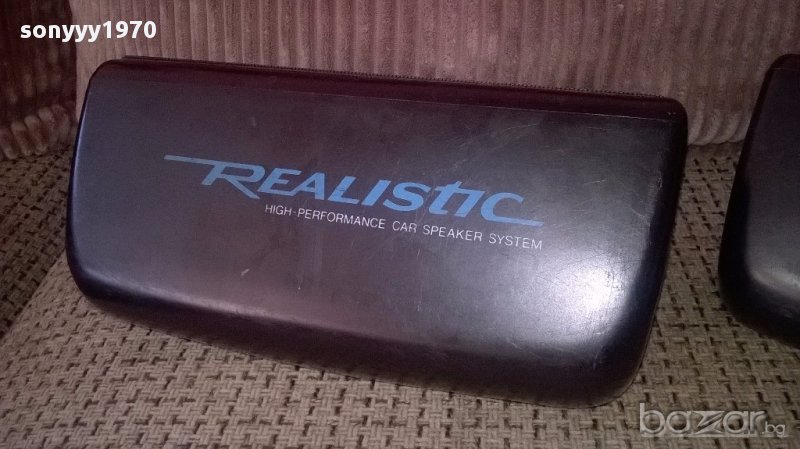 sonyyy1970
REALISTIC
HIGH-PERFORMANCE CAR SPEAKER SYSTEM
bazar.bg